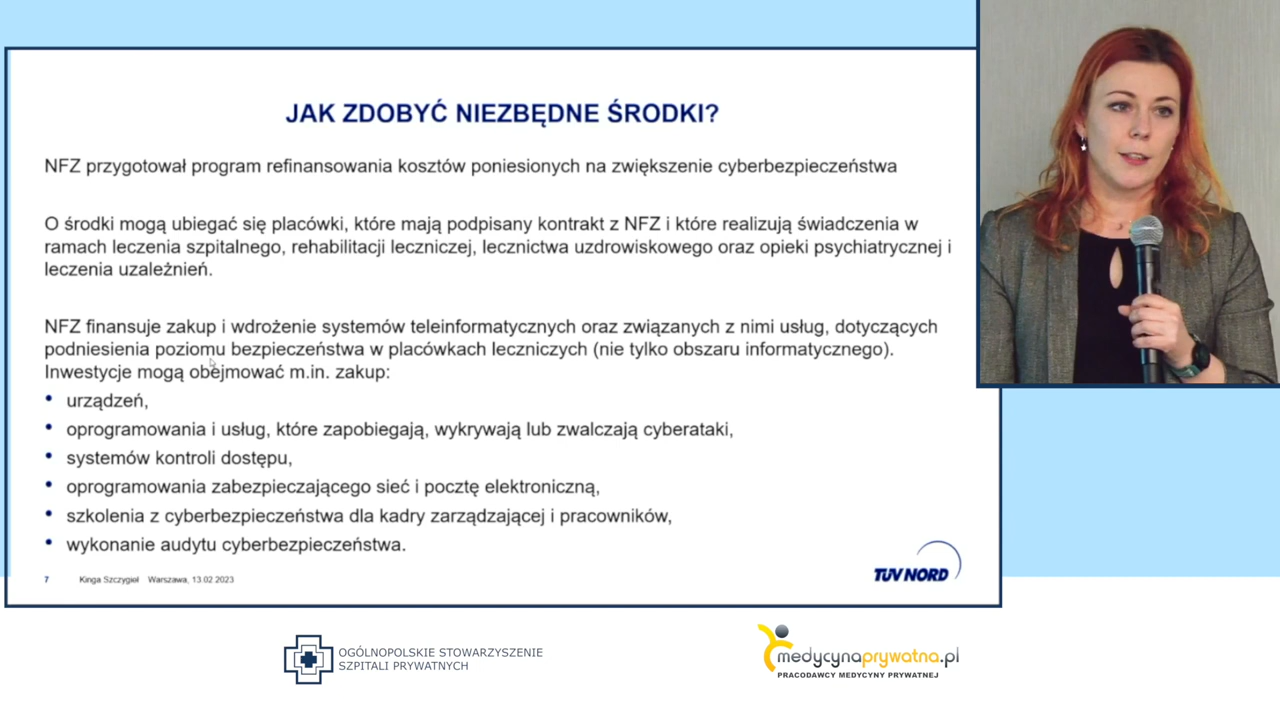 JAK ZDOBYĆ NIEZBĘDNE ŚRODKI?
NFZ przygotował program refinansowania kosztów poniesionych na zwiększenie cyberbezpieczeństwa
O środki mogą ubiegać się placówki, które mają podpisany kontrakt z NFZ i które realizują świadczenia w
ramach leczenia szpitalnego, rehabilitacji leczniczej, lecznictwa uzdrowiskowego oraz opieki psychiatrycznej i
leczenia uzależnień.
NFZ finansuje zakup i wdrożenie systemów teleinformatycznych oraz związanych z nimi usług, dotyczących
podniesienia poziomu bezpieczeństwa w placówkach leczniczych (nie tylko obszaru informatycznego).
Inwestycje mogą obejmować m.in. zakup:
• urządzeń,
• oprogramowania i usług, które zapobiegają, wykrywają lub zwalczają cyberataki,
• systemów kontroli dostępu,
• oprogramowania zabezpieczającego sieć i pocztę elektroniczną,
• szkolenia z cyberbezpieczeństwa dla kadry zarządzającej i pracowników,
• wykonanie audytu cyberbezpieczeństwa.
7 Kinga Szczygieł Warszawa, 13.02 2023
TÜV NORD
OGÓLNOPOLSKIE STOWARZYSZENIE
SZPITALI PRYWATNYCH
medycynaprywatna.pl
PRACODAWCY MEDYCYNY PRYWATNEJ